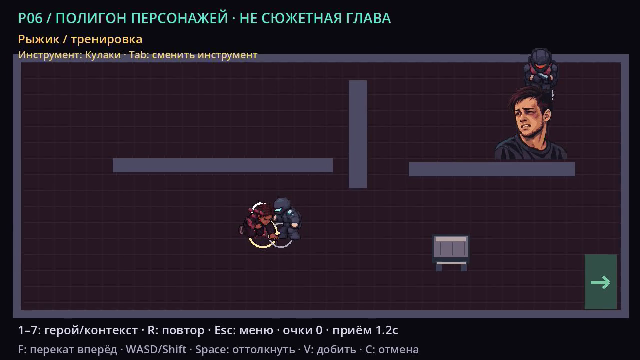 P06 / ПОЛИГОН ПЕРСОНАЖЕЙ · НЕ СЮЖЕТНАЯ ГЛАВА
Рыжик / тренировка
Инструмент: Кулаки · Tab: сменить инструмент
1–7: герой/контекст · R: повтор · Esc: меню · очки 0 · приём 1.2с
F: перекат вперёд · WASD/Shift · Space: оттолкнуть · V: добить · C: отмена